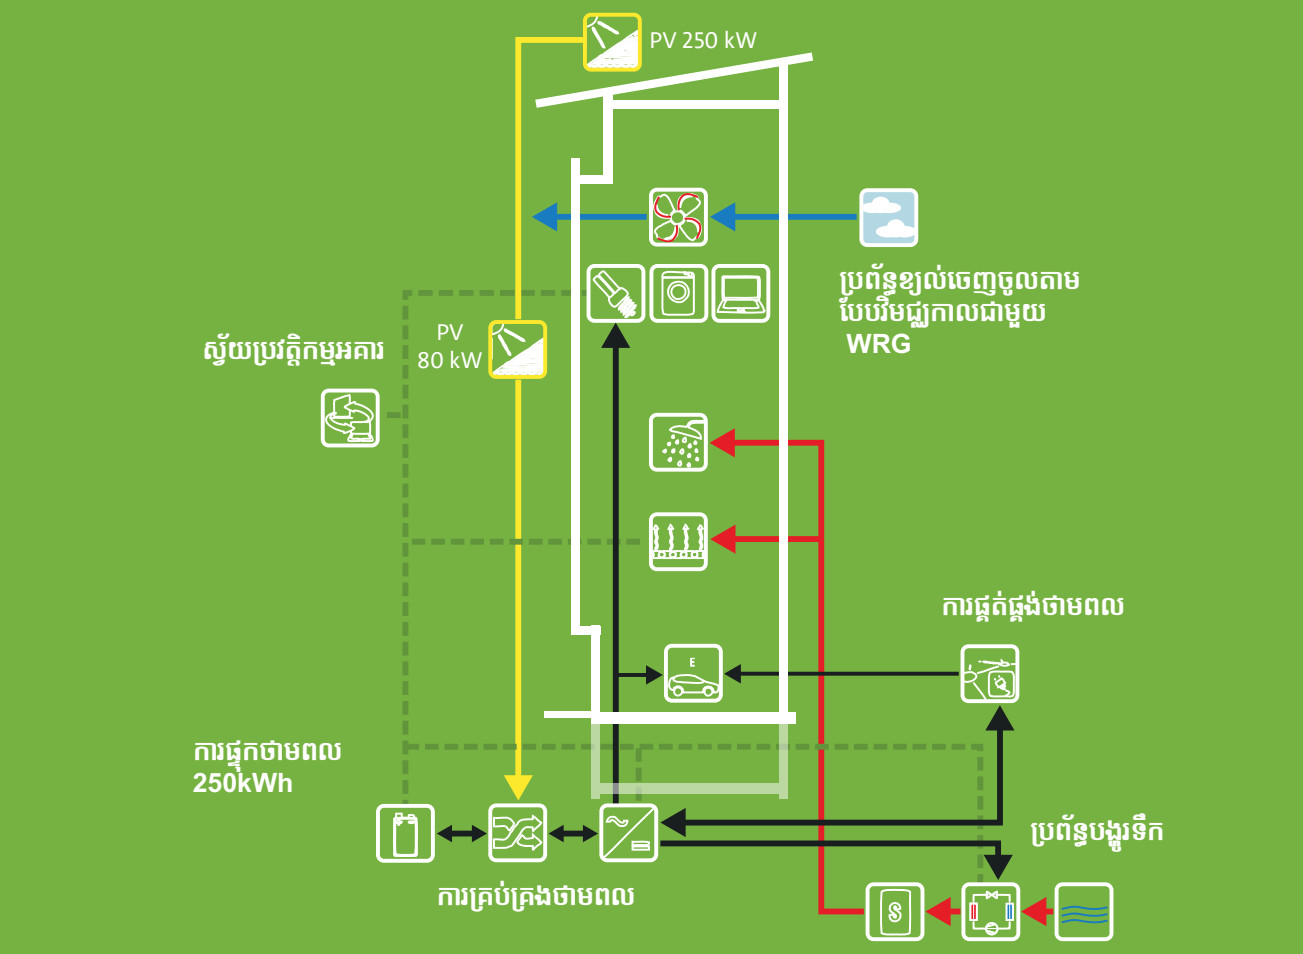 PV 250 kW
ប្រព័ន្ធខ្យល់ចេញចូលតាម
បែបវិមជ្ឈកាលជាមួយ
WRG
PV
80 kW
ស្វ័យប្រវត្តិកម្មអគារ
ការផ្គត់ផ្គង់ថាមពល
E
ការផ្ទុកថាមពល
250kWh
ប្រព័ន្ធបង្ហូរទឹក
ការគ្រប់គ្រងថាមពល
S